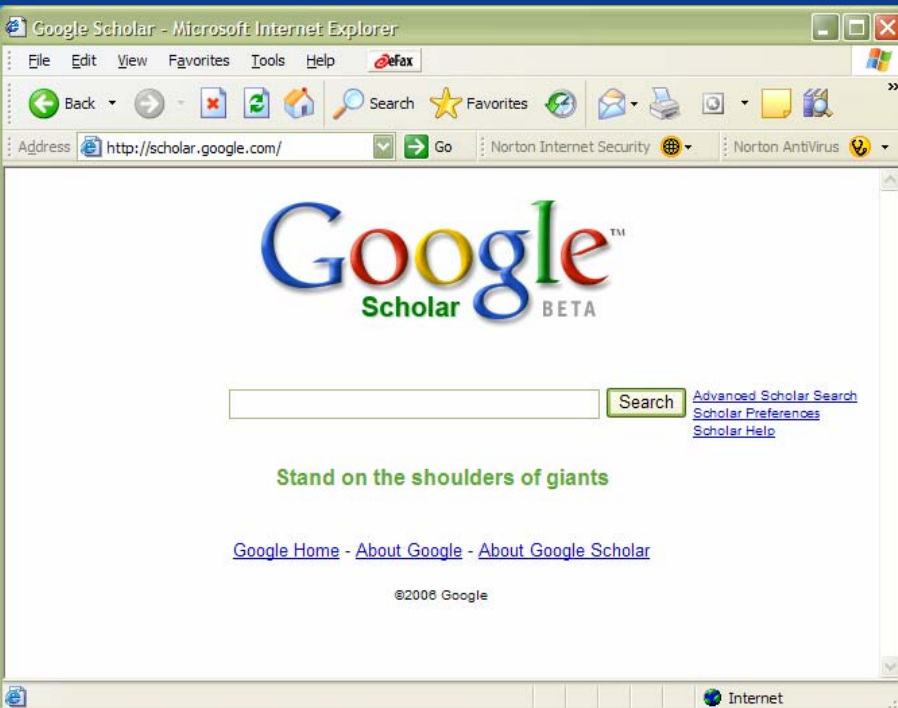 Google Scholar - Microsoft Internet Explorer
File Edit View Favorites Tools Help eFax
Back Search Favorites »
Address http://scholar.google.com/ Go Norton Internet Security Norton AntiVirus
Google™
Scholar BETA
Search
Advanced Scholar Search
Scholar Preferences
Scholar Help
Stand on the shoulders of giants
Google Home - About Google - About Google Scholar
©2006 Google
Internet